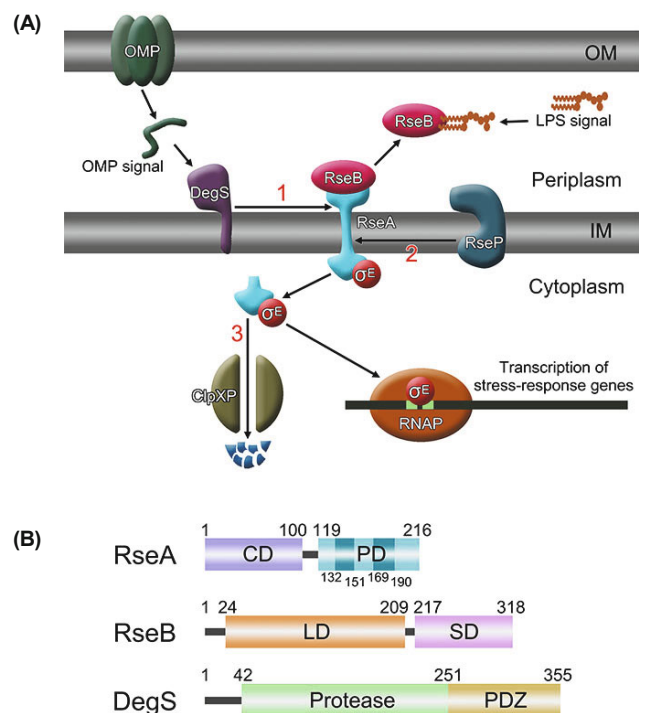 (A)
OMP
OM
OMP signal
RseB
LPS signal
DegS
1
RseB
Periplasm
RseA
IM
2
RseP
σE
Cytoplasm
σE
3
ClpXP
Transcription of
stress-response genes
σE
RNAP
(B)
1 100 119 216
RseA CD PD
132 151 169 190
1 24 209 217 318
RseB LD SD
1 42 251 355
DegS Protease PDZ